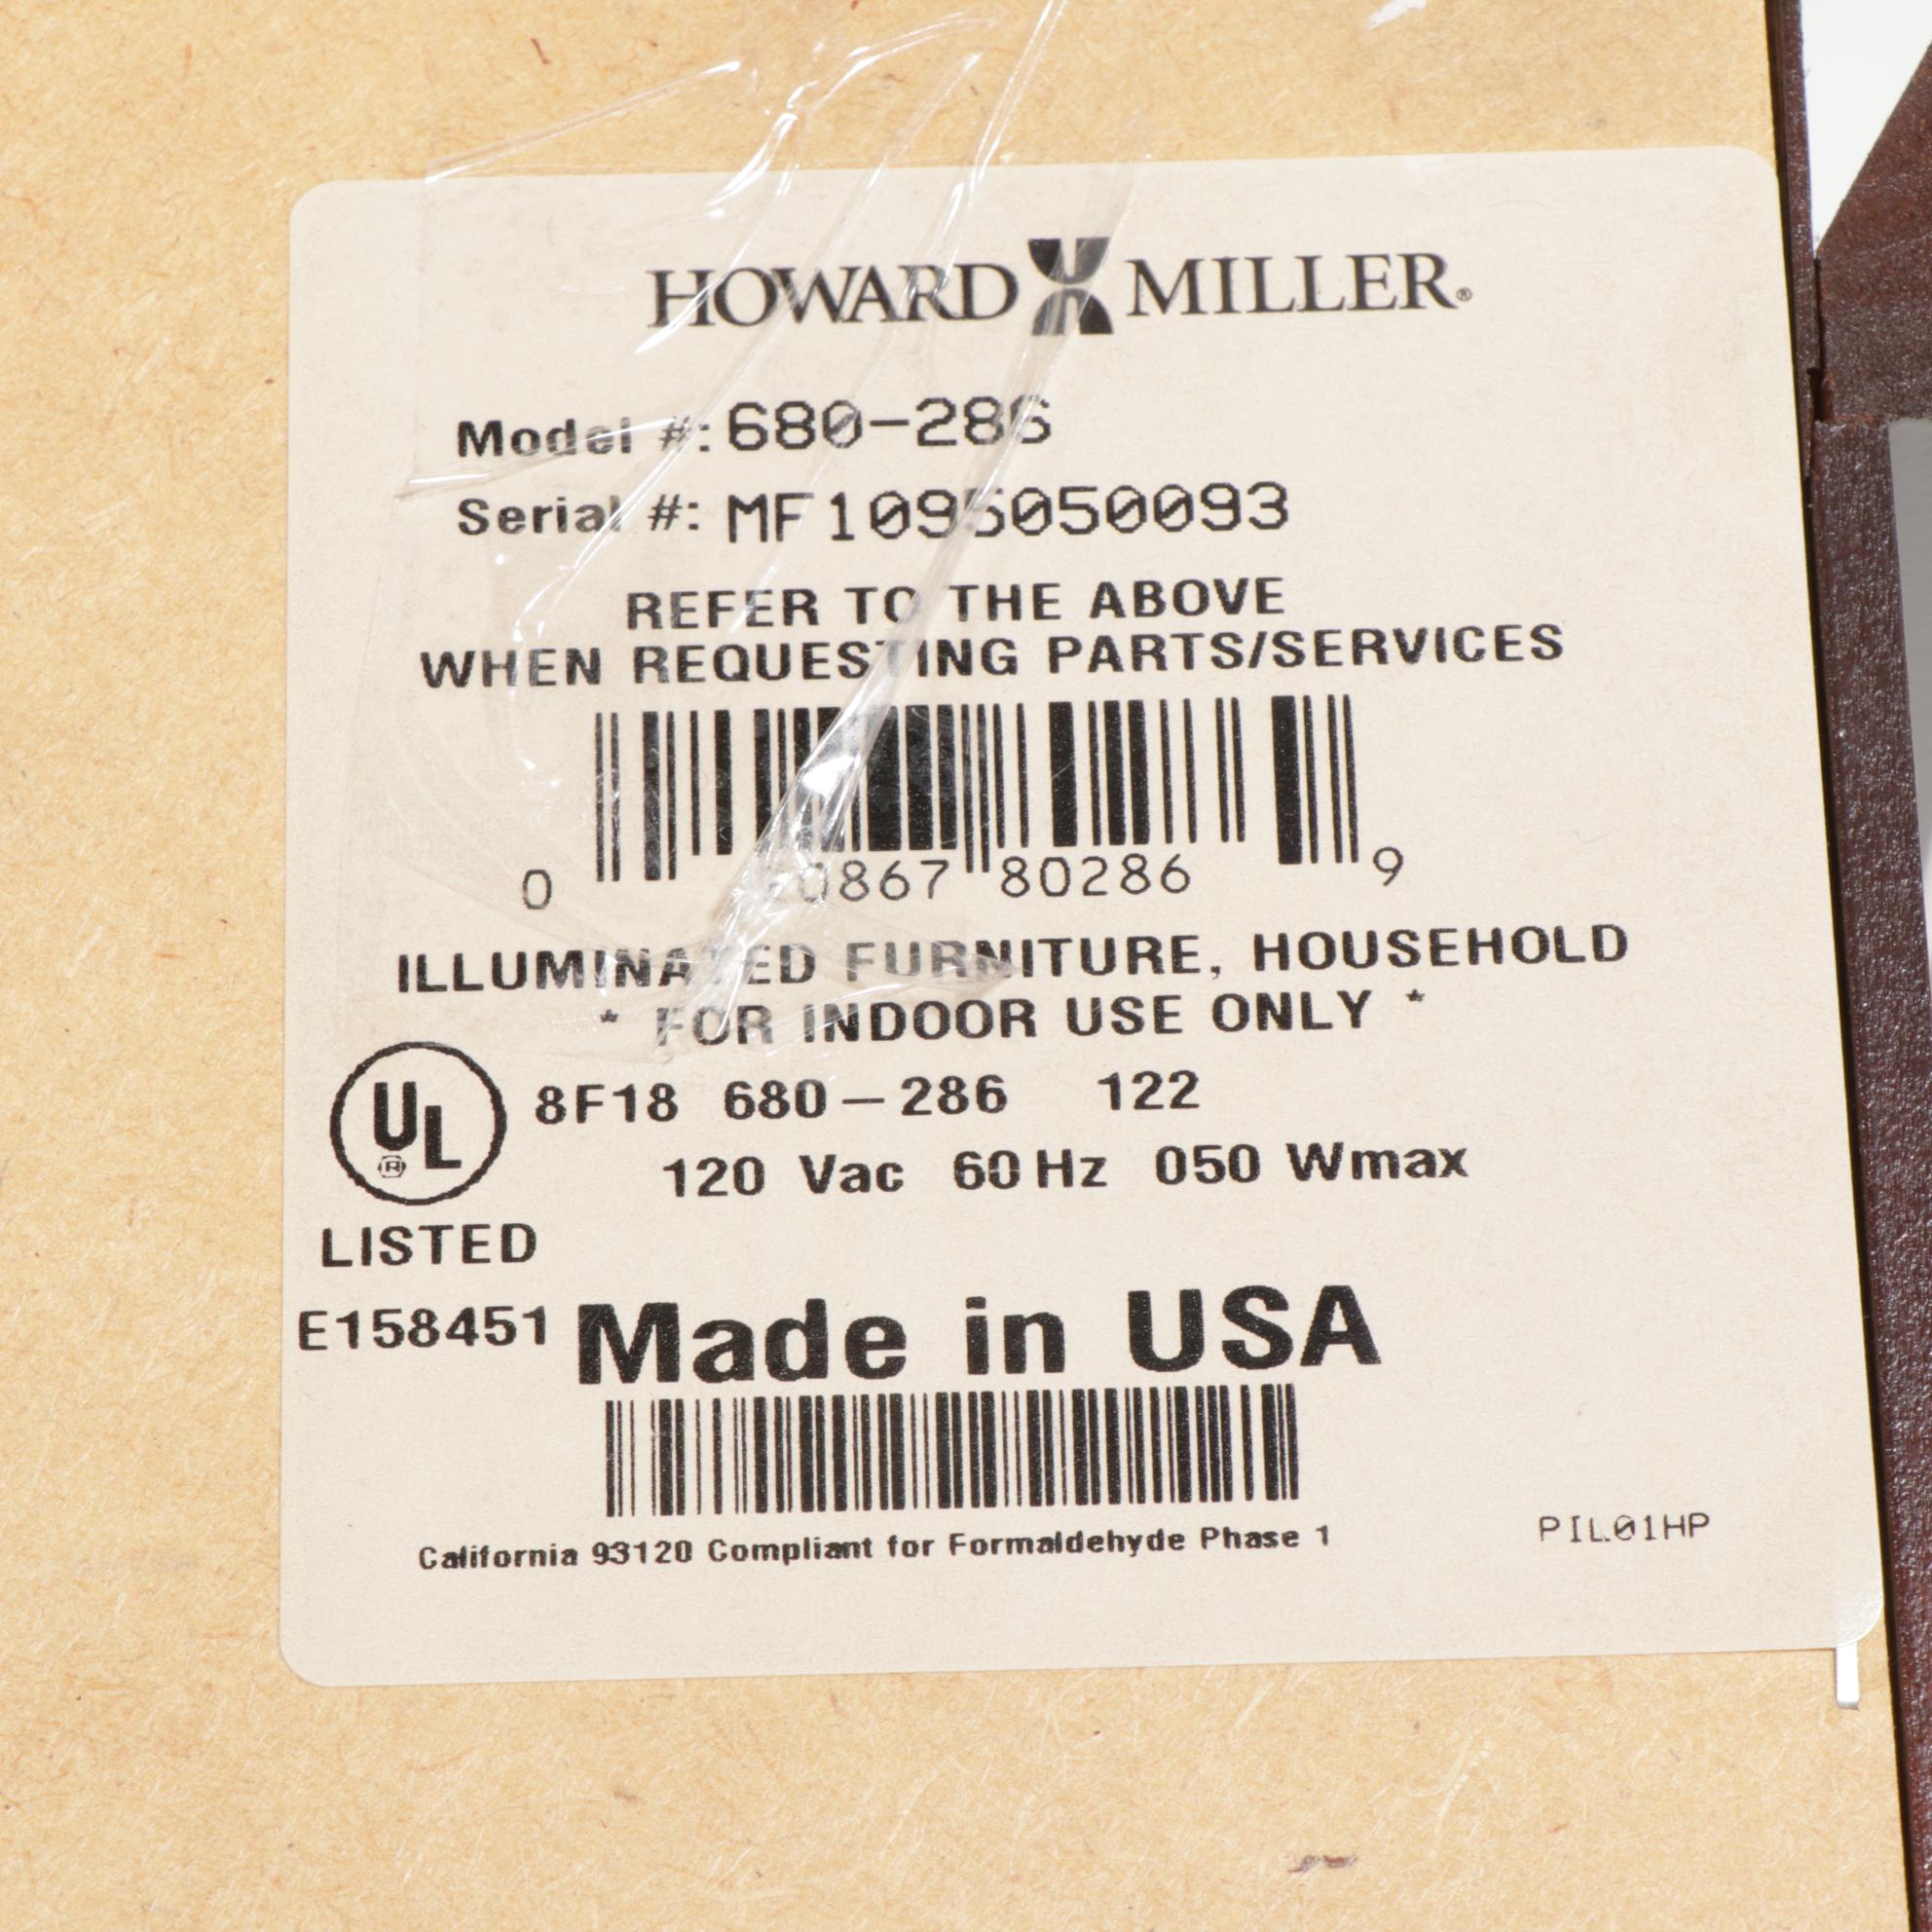 HOWARD MILLER®
Model #: 680-286
Serial #: MF1095050093
REFER TO THE ABOVE
WHEN REQUESTING PARTS/SERVICES
0 20867 80286 9
ILLUMINATED FURNITURE, HOUSEHOLD
* FOR INDOOR USE ONLY *
UL ® 8F18 680-286 122
120 Vac 60 Hz 050 Wmax
LISTED
E158451 Made in USA
California 93120 Compliant for Formaldehyde Phase 1
PIL01HP